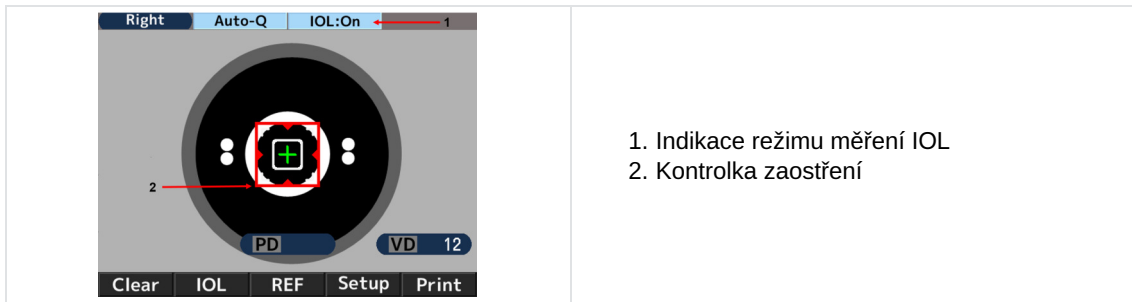 Right Auto-Q IOL:On 1
2
PD VD 12
Clear IOL REF Setup Print
1. Indikace režimu měření IOL
2. Kontrolka zaostření